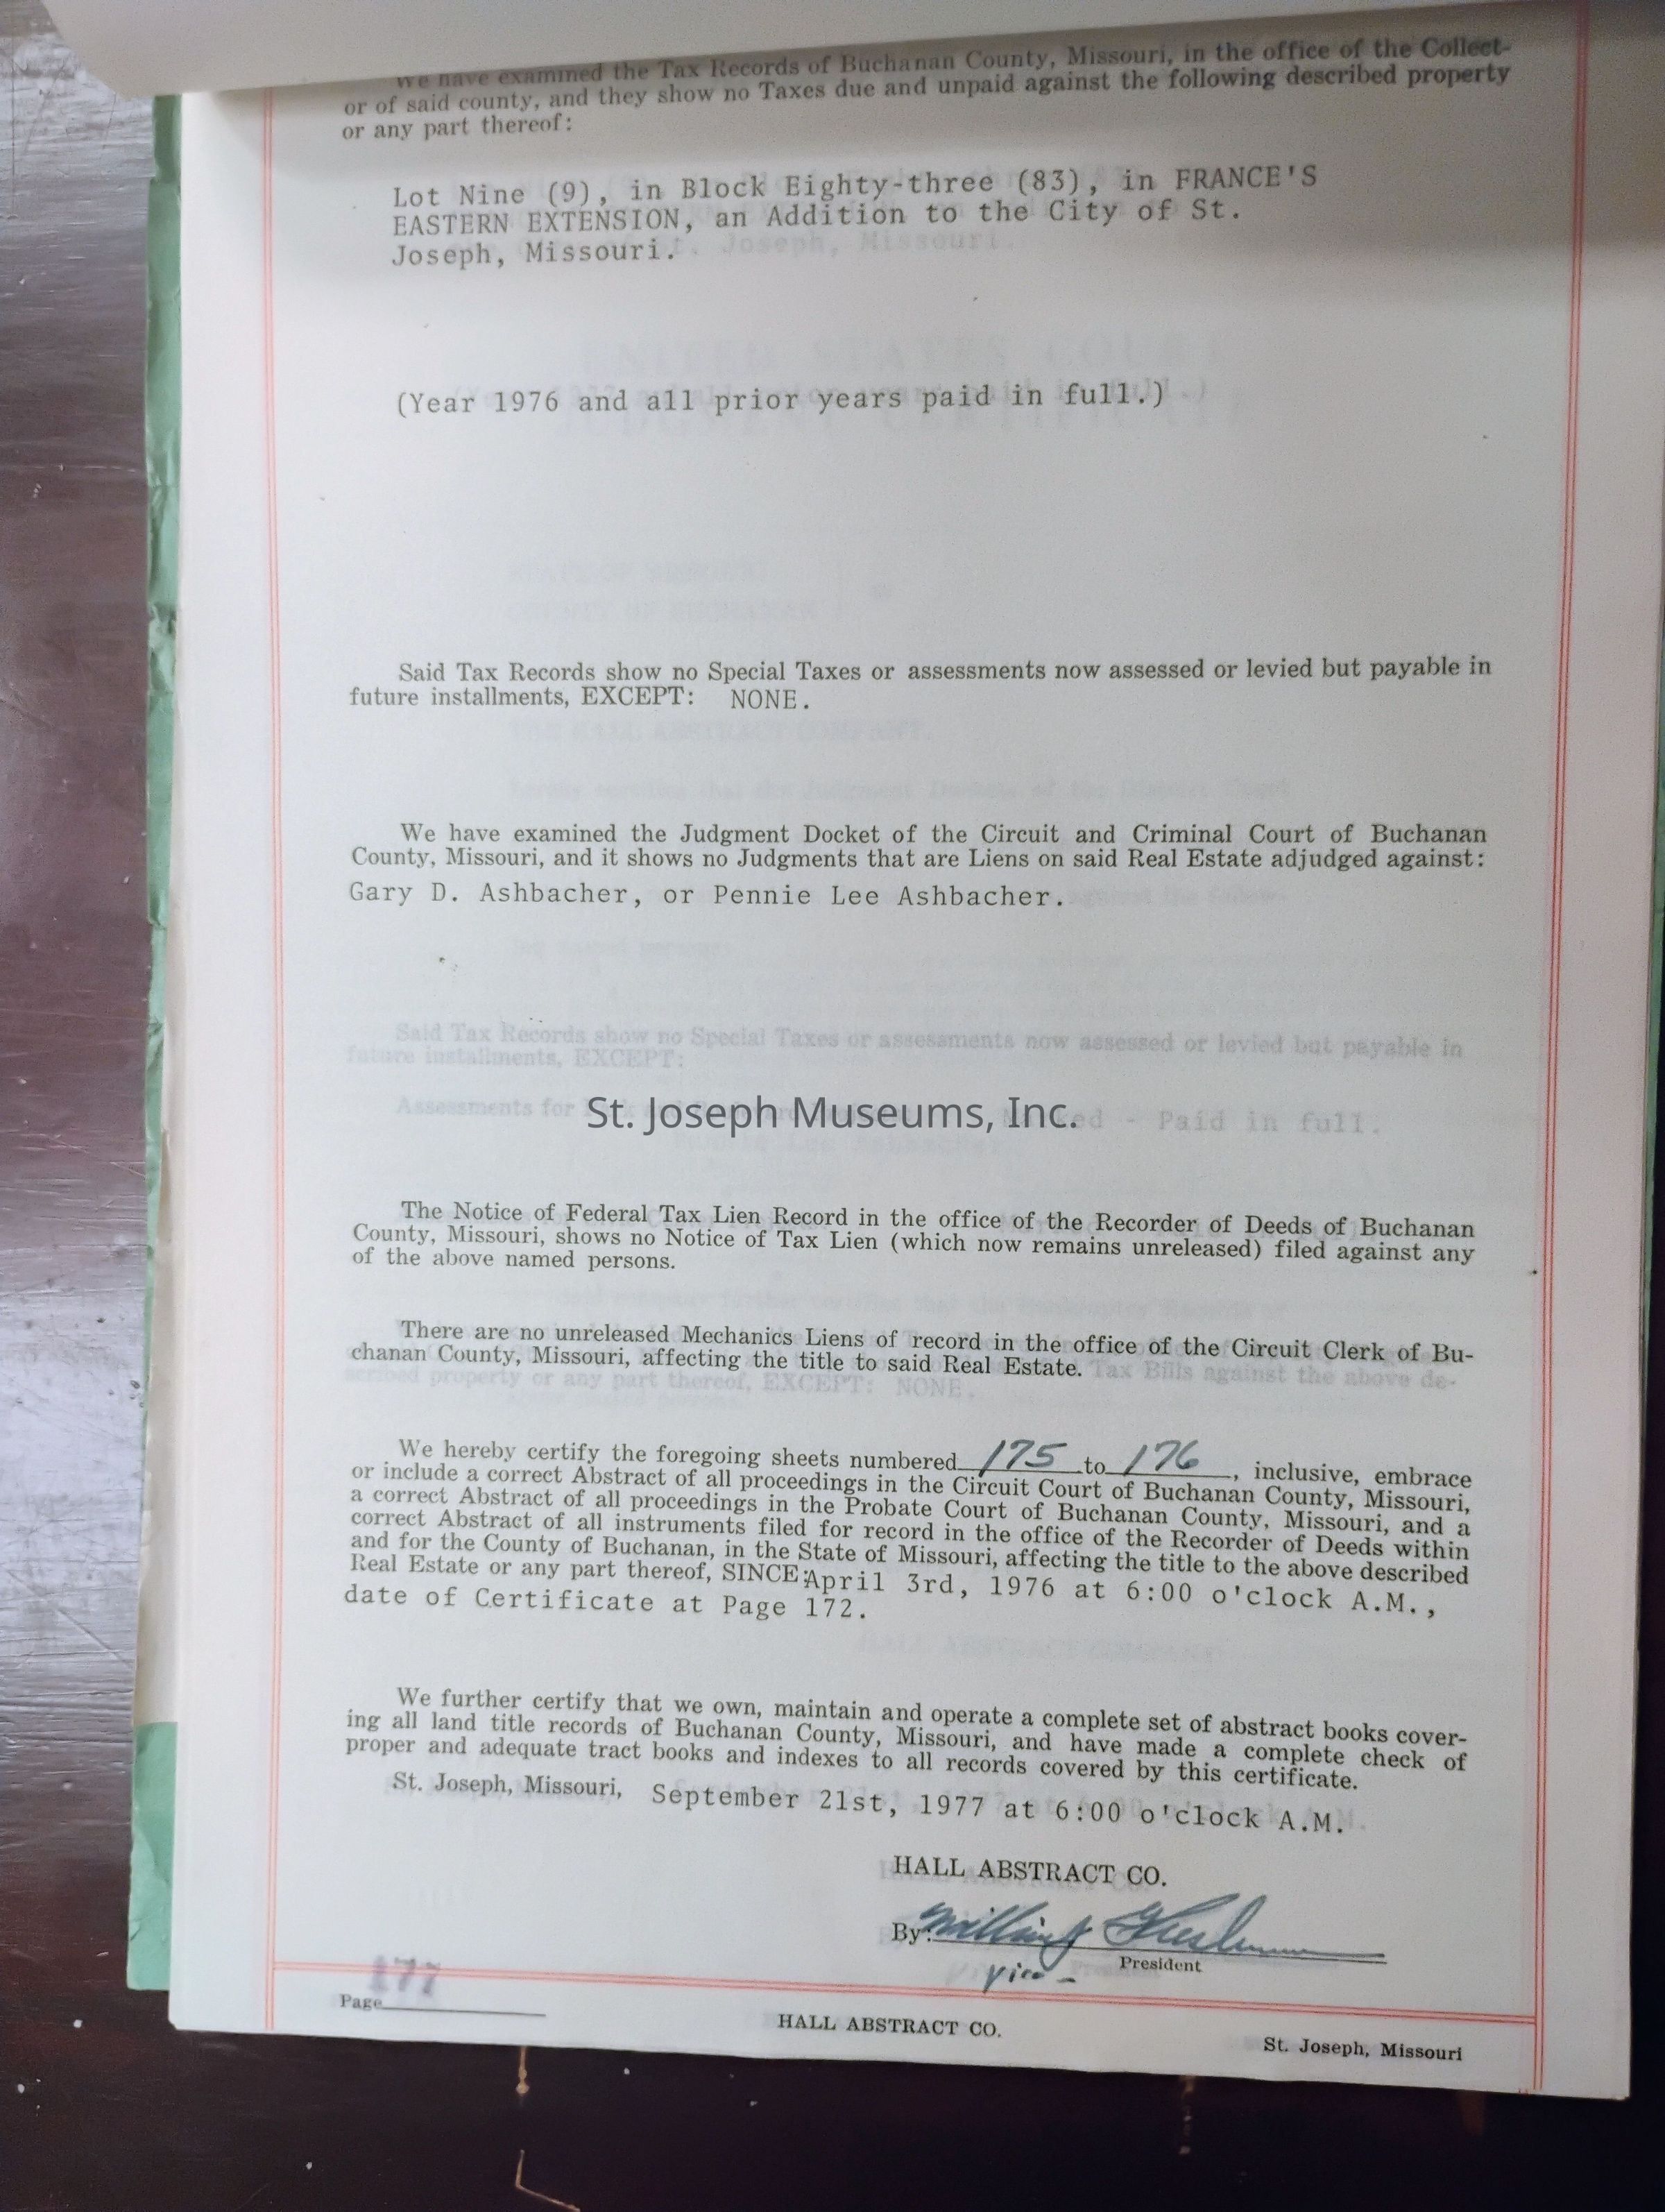 We have examined the Tax Records of Buchanan County, Missouri, in the office of the Collect-
or of said county, and they show no Taxes due and unpaid against the following described property
or any part thereof:
Lot Nine (9), in Block Eighty-three (83), in FRANCE'S
EASTERN EXTENSION, an Addition to the City of St.
Joseph, Missouri.
(Year 1976 and all prior years paid in full.)
Said Tax Records show no Special Taxes or assessments now assessed or levied but payable in
future installments, EXCEPT: NONE.
We have examined the Judgment Docket of the Circuit and Criminal Court of Buchanan
County, Missouri, and it shows no Judgments that are Liens on said Real Estate adjudged against:
Gary D. Ashbacher, or Pennie Lee Ashbacher.
St. Joseph Museums, Inc.
The Notice of Federal Tax Lien Record in the office of the Recorder of Deeds of Buchanan
County, Missouri, shows no Notice of Tax Lien (which now remains unreleased) filed against any
of the above named persons.
There are no unreleased Mechanics Liens of record in the office of the Circuit Clerk of Bu-
chanan County, Missouri, affecting the title to said Real Estate.
We hereby certify the foregoing sheets numbered 175 to 176, inclusive, embrace
or include a correct Abstract of all proceedings in the Circuit Court of Buchanan County, Missouri,
a correct Abstract of all proceedings in the Probate Court of Buchanan County, Missouri, and a
correct Abstract of all instruments filed for record in the office of the Recorder of Deeds within
and for the County of Buchanan, in the State of Missouri, affecting the title to the above described
Real Estate or any part thereof, SINCE: April 3rd, 1976 at 6:00 o'clock A.M.,
date of Certificate at Page 172.
We further certify that we own, maintain and operate a complete set of abstract books cover-
ing all land title records of Buchanan County, Missouri, and have made a complete check of
proper and adequate tract books and indexes to all records covered by this certificate.
St. Joseph, Missouri, September 21st, 1977 at 6:00 o'clock A.M.
HALL ABSTRACT CO.
By:
Vice- President
177
Page
HALL ABSTRACT CO.
St. Joseph, Missouri